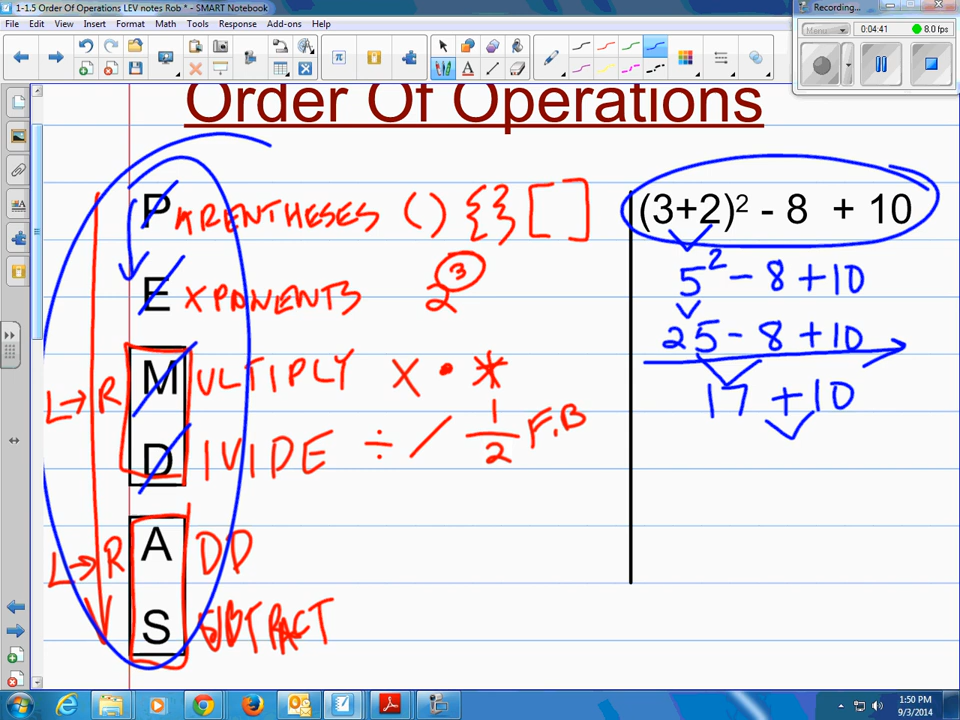 1-1.5 Order Of Operations LEV notes Rob * - SMART Notebook
File Edit View Insert Format Tools Response Add-ons Help
Recording...
Menu 0:04:41 8.0 fps
Order Of Operations
PARENTHESES () {} []
(3+2)² - 8 + 10
5² - 8 + 10
EXPONENTS 2³
25 - 8 + 10
L→R MULTIPLY X • *
17 + 10
DIVIDE ÷ / 1/2 F.B
L→R ADD
SUBTRACT
1:50 PM
9/3/2014